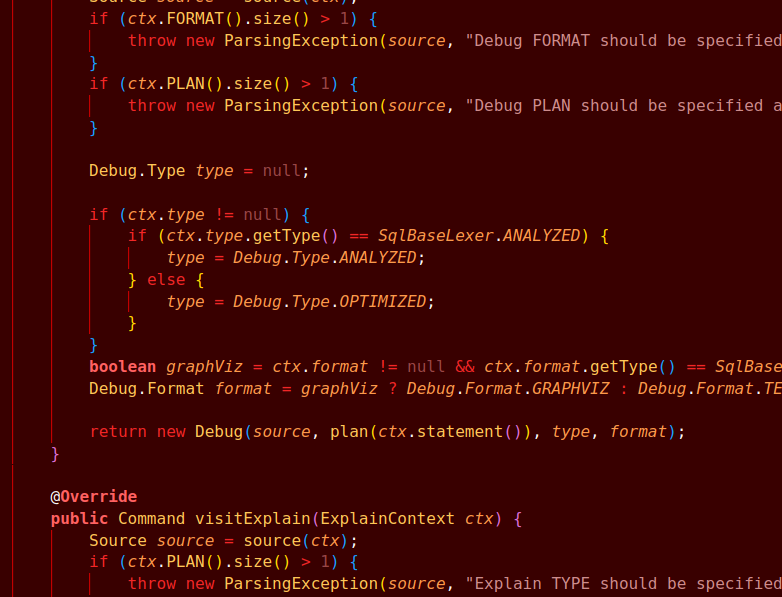 if (ctx.FORMAT().size() > 1) {
throw new ParsingException(source, "Debug FORMAT should be specified
}
if (ctx.PLAN().size() > 1) {
throw new ParsingException(source, "Debug PLAN should be specified a
}
Debug.Type type = null;
if (ctx.type != null) {
if (ctx.type.getType() == SqlBaseLexer.ANALYZED) {
type = Debug.Type.ANALYZED;
} else {
type = Debug.Type.OPTIMIZED;
}
}
boolean graphViz = ctx.format != null && ctx.format.getType() == SqlBase
Debug.Format format = graphViz ? Debug.Format.GRAPHVIZ : Debug.Format.TE
return new Debug(source, plan(ctx.statement()), type, format);
}
@Override
public Command visitExplain(ExplainContext ctx) {
Source source = source(ctx);
if (ctx.PLAN().size() > 1) {
throw new ParsingException(source, "Explain TYPE should be specified